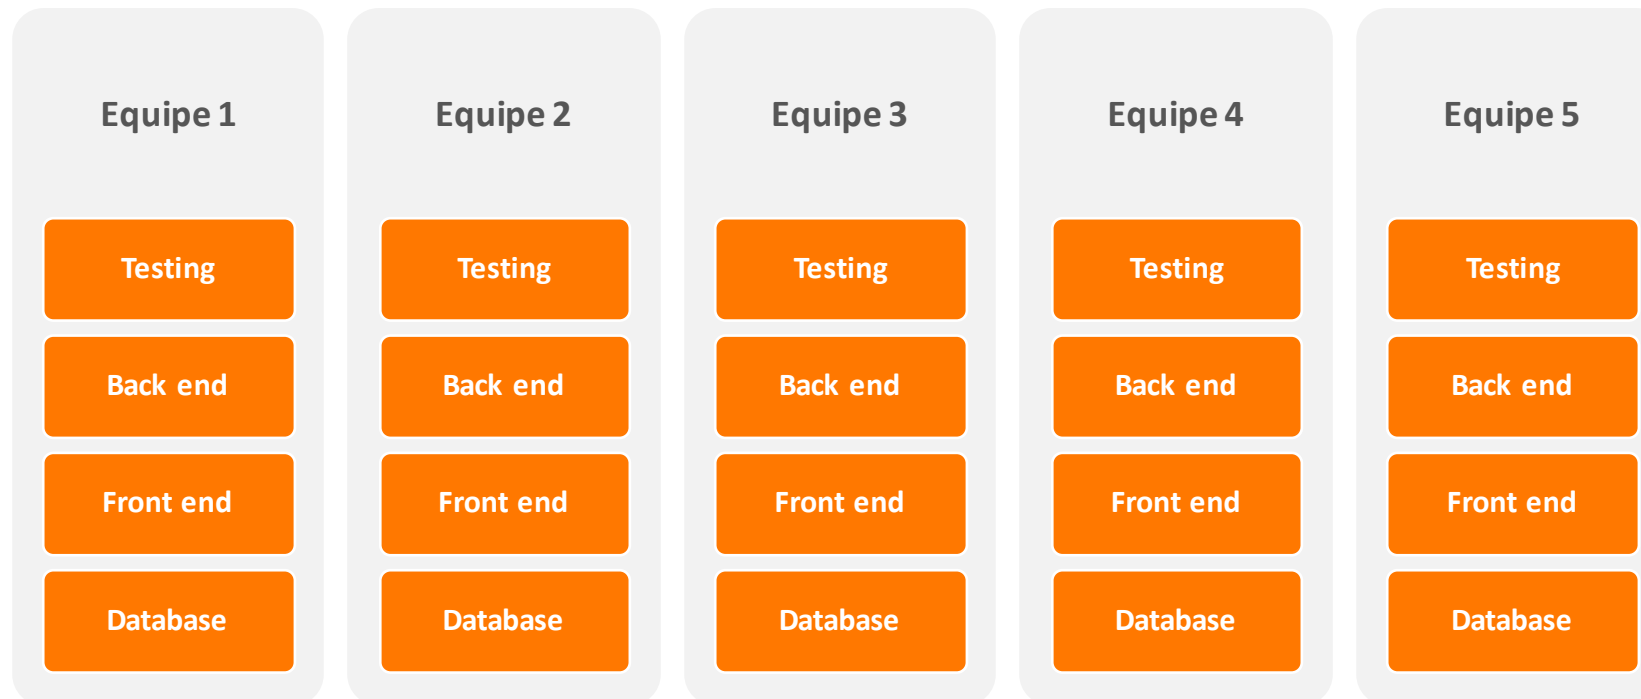 Equipe 1
Testing
Back end
Front end
Database
Equipe 2
Testing
Back end
Front end
Database
Equipe 3
Testing
Back end
Front end
Database
Equipe 4
Testing
Back end
Front end
Database
Equipe 5
Testing
Back end
Front end
Database